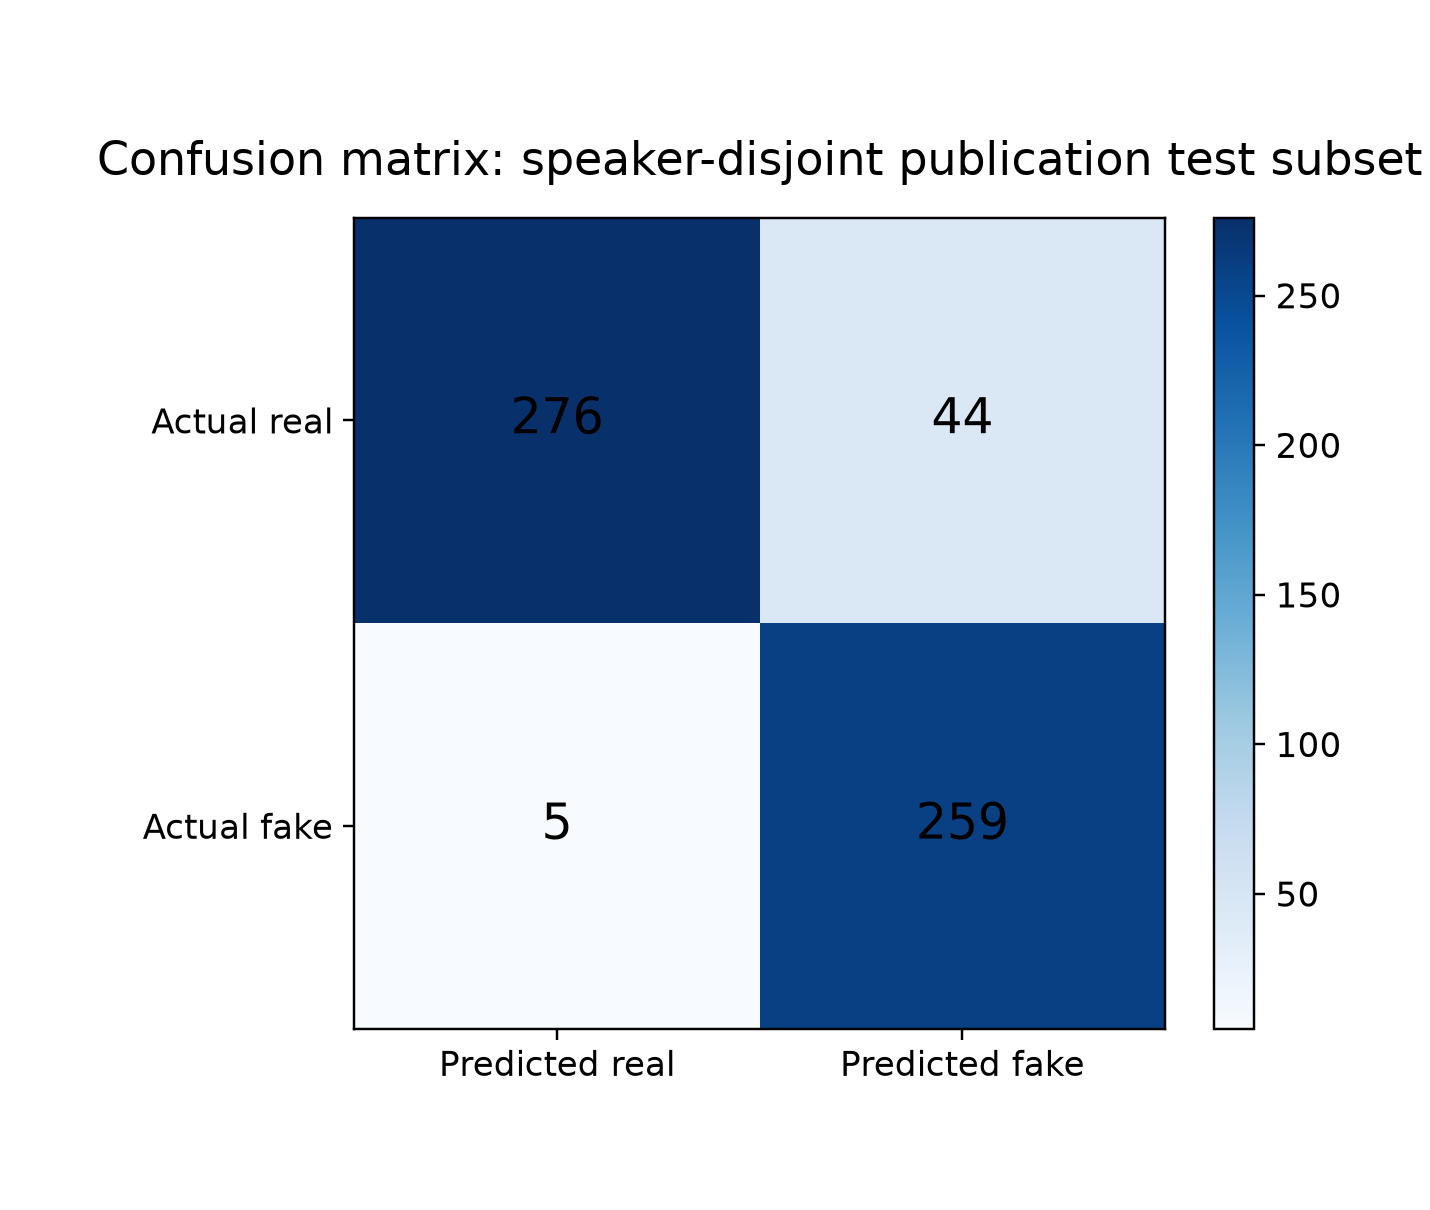 Confusion matrix: speaker-disjoint publication test subset
Actual real
276
44
Actual fake
5
259
Predicted real
Predicted fake
250
200
150
100
50